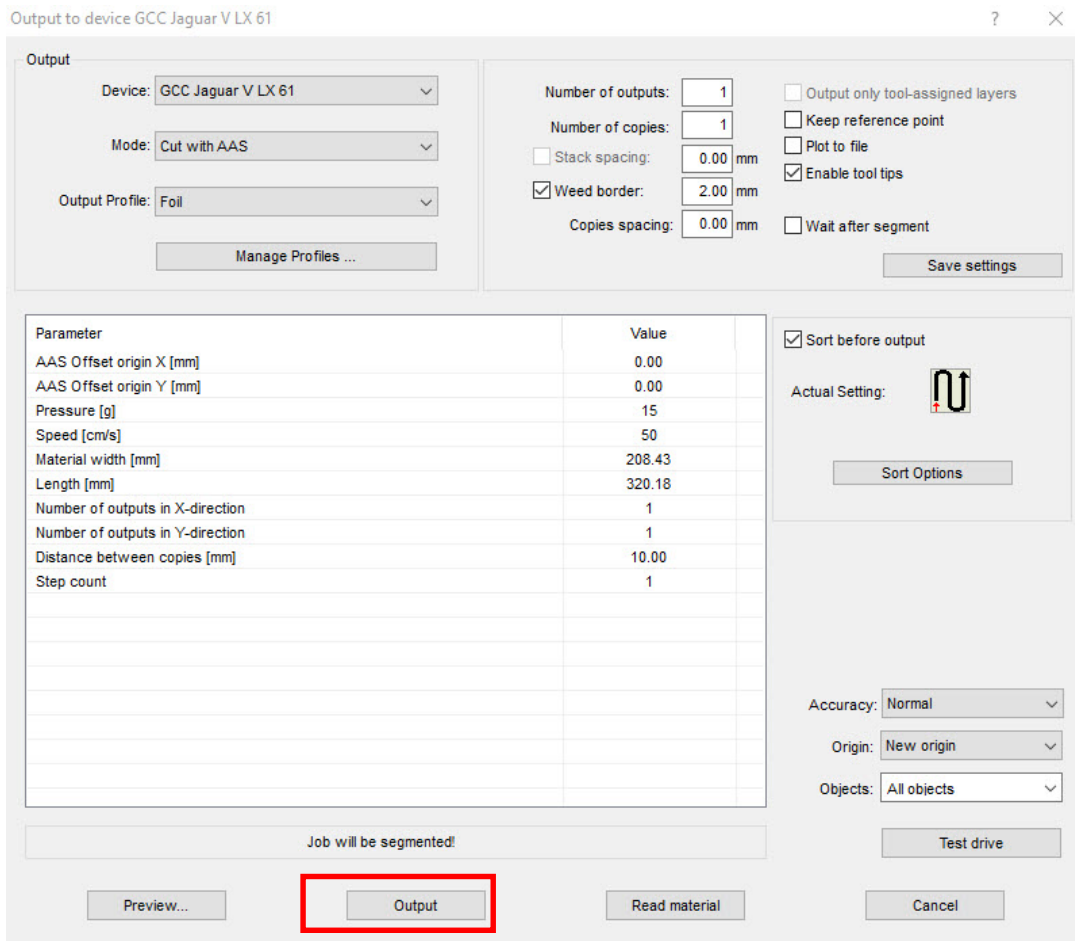 Output to device GCC Jaguar V LX 61
?
Output
Device: GCC Jaguar V LX 61
Mode: Cut with AAS
Output Profile: Foil
Manage Profiles ...
Number of outputs: 1
Number of copies: 1
Stack spacing: 0.00 mm
Weed border: 2.00 mm
Copies spacing: 0.00 mm
Output only tool-assigned layers
Keep reference point
Plot to file
Enable tool tips
Wait after segment
Save settings
Parameter Value
AAS Offset origin X [mm] 0.00
AAS Offset origin Y [mm] 0.00
Pressure [g] 15
Speed [cm/s] 50
Material width [mm] 208.43
Length [mm] 320.18
Number of outputs in X-direction 1
Number of outputs in Y-direction 1
Distance between copies [mm] 10.00
Step count 1
Sort before output
Actual Setting:
Sort Options
Accuracy: Normal
Origin: New origin
Objects: All objects
Job will be segmented!
Test drive
Preview...
Output
Read material
Cancel